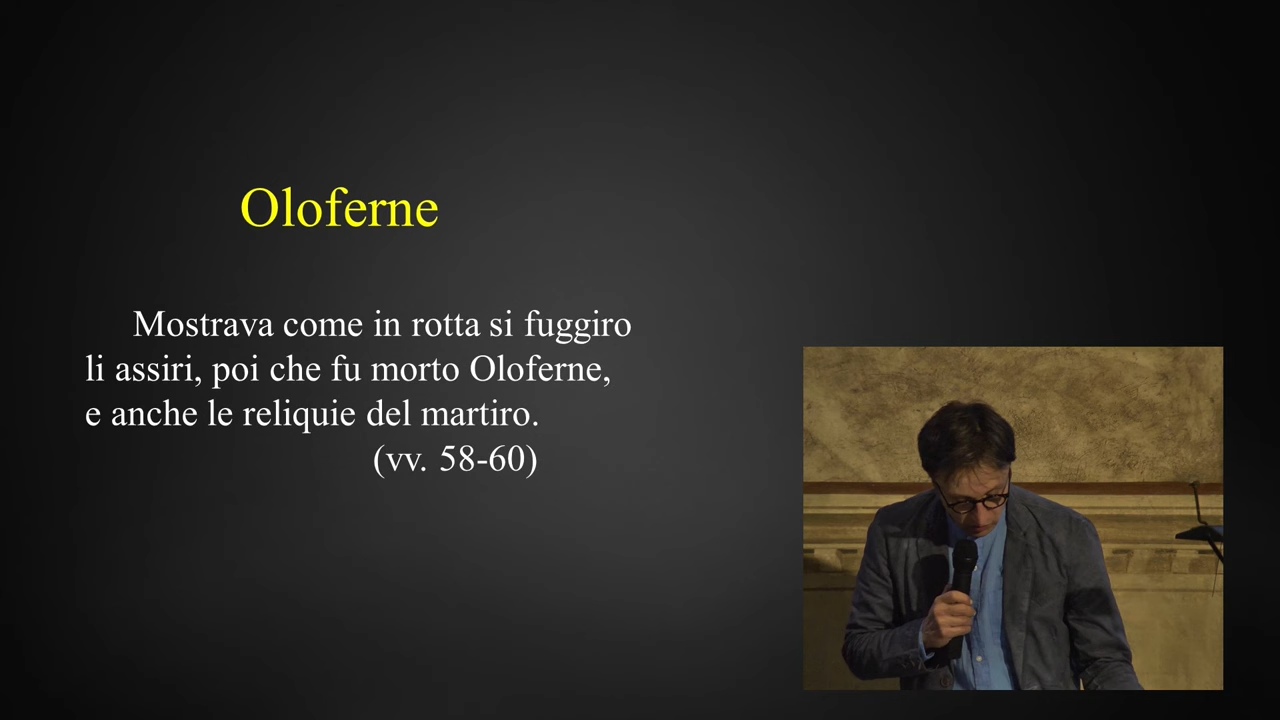 Oloferne
Mostrava come in rotta si fuggiro
li assiri, poi che fu morto Oloferne,
e anche le reliquie del martiro.
(vv. 58-60)